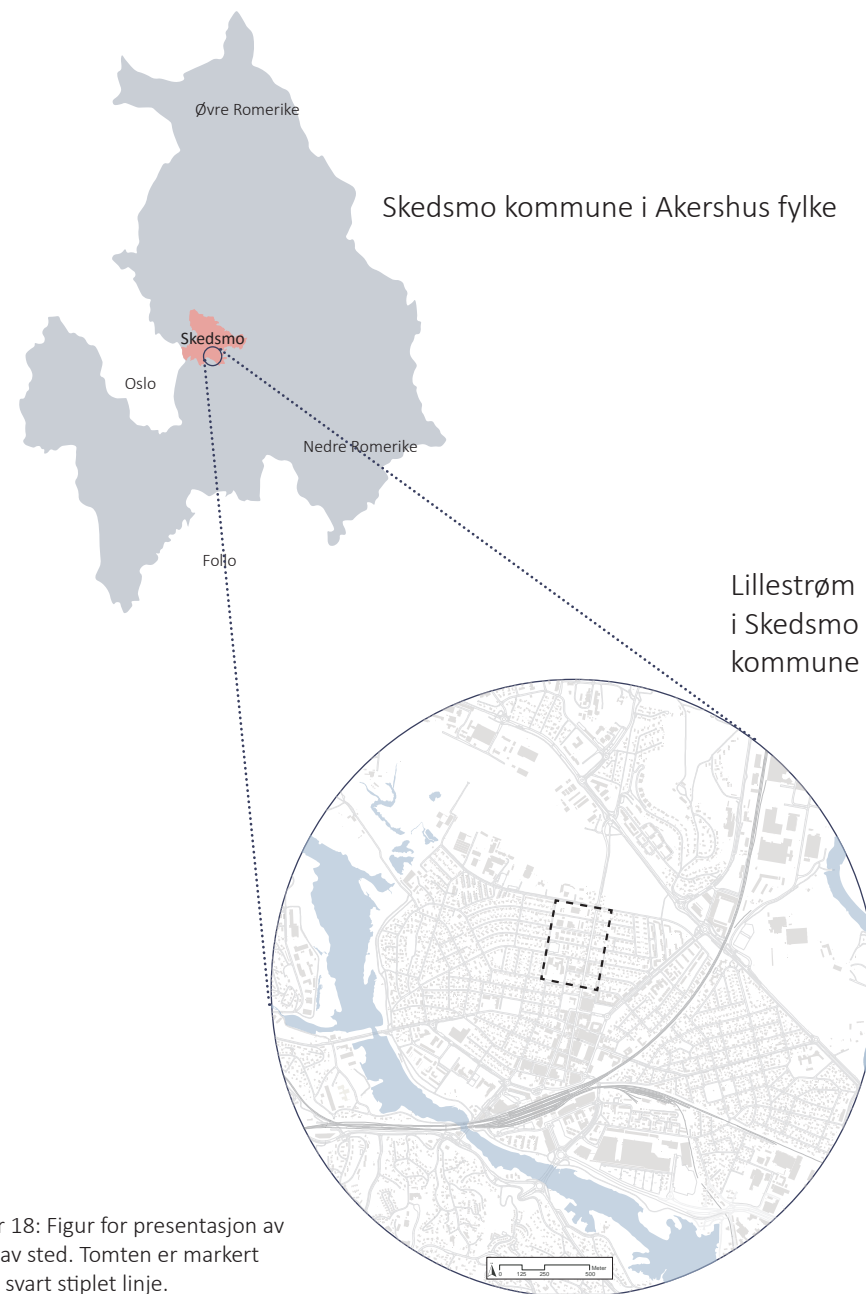 Øvre Romerike
Skedsmo kommune i Akershus fylke
Skedsmo
Oslo
Nedre Romerike
Follo
Lillestrøm
i Skedsmo
kommune
r 18: Figur for presentasjon av
av sted. Tomten er markert
svart stiplet linje.
0 125 250 500 Meter